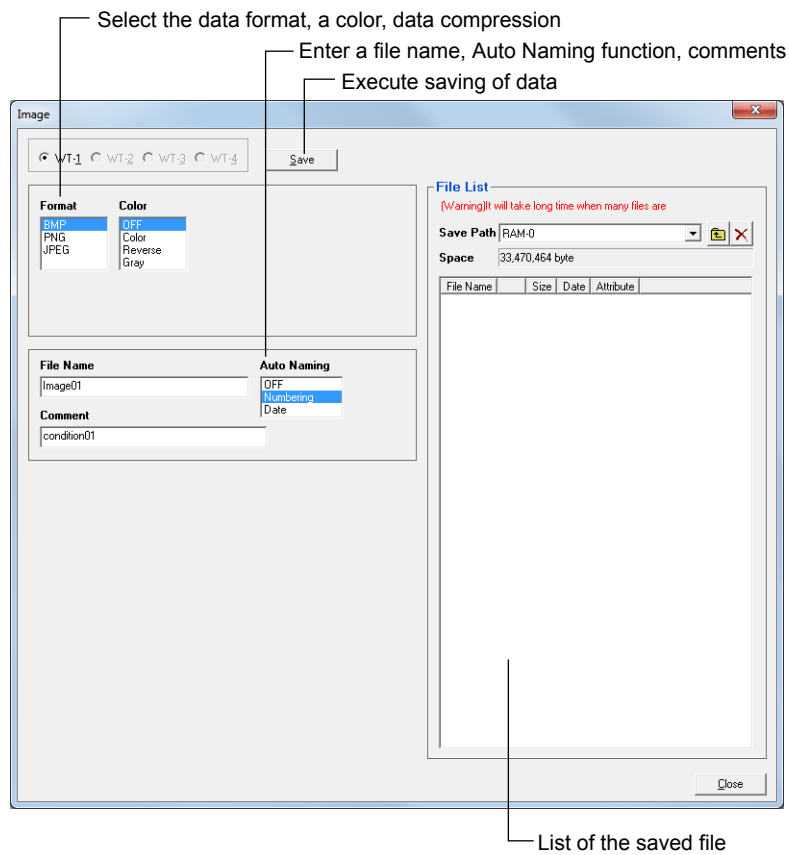 Select the data format, a color, data compression
Enter a file name, Auto Naming function, comments
Execute saving of data
Image
WT-1 WT-2 WT-3 WT-4
Save
Format
BMP
PNG
JPEG
Color
OFF
Color
Reverse
Gray
File Name
Image01
Auto Naming
OFF
Numbering
Date
Comment
condition01
File List
(Warning)It will take long time when many files are
Save Path RAM-0
Space 33,470,464 byte
File Name Size Date Attribute
Close
List of the saved file